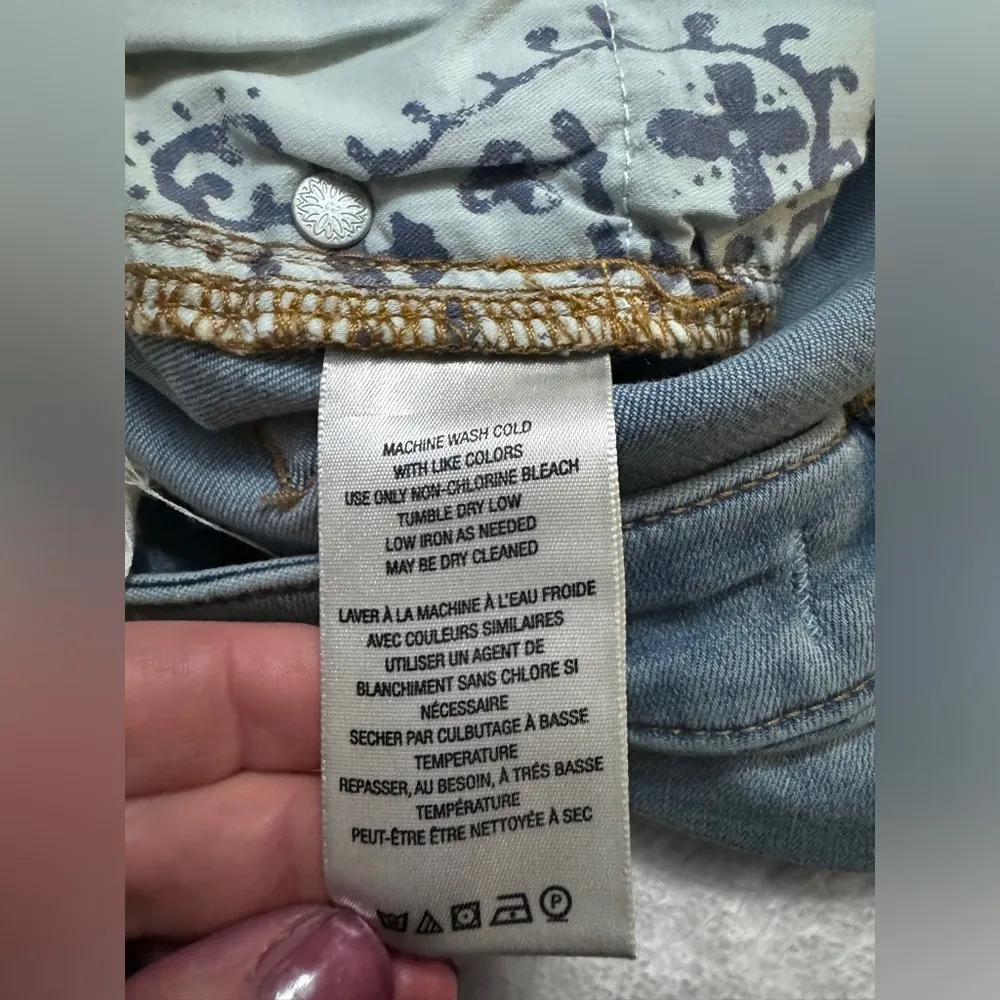 MACHINE WASH COLD
WITH LIKE COLORS
USE ONLY NON-CHLORINE BLEACH
TUMBLE DRY LOW
LOW IRON AS NEEDED
MAY BE DRY CLEANED
LAVER À LA MACHINE À L'EAU FROIDE
AVEC COULEURS SIMILAIRES
UTILISER UN AGENT DE
BLANCHIMENT SANS CHLORE SI
NÉCESSAIRE
SECHER PAR CULBUTAGE À BASSE
TEMPERATURE
REPASSER, AU BESOIN, À TRÉS BASSE
TEMPÉRATURE
PEUT-ÊTRE ÊTRE NETTOYÉE À SEC
P